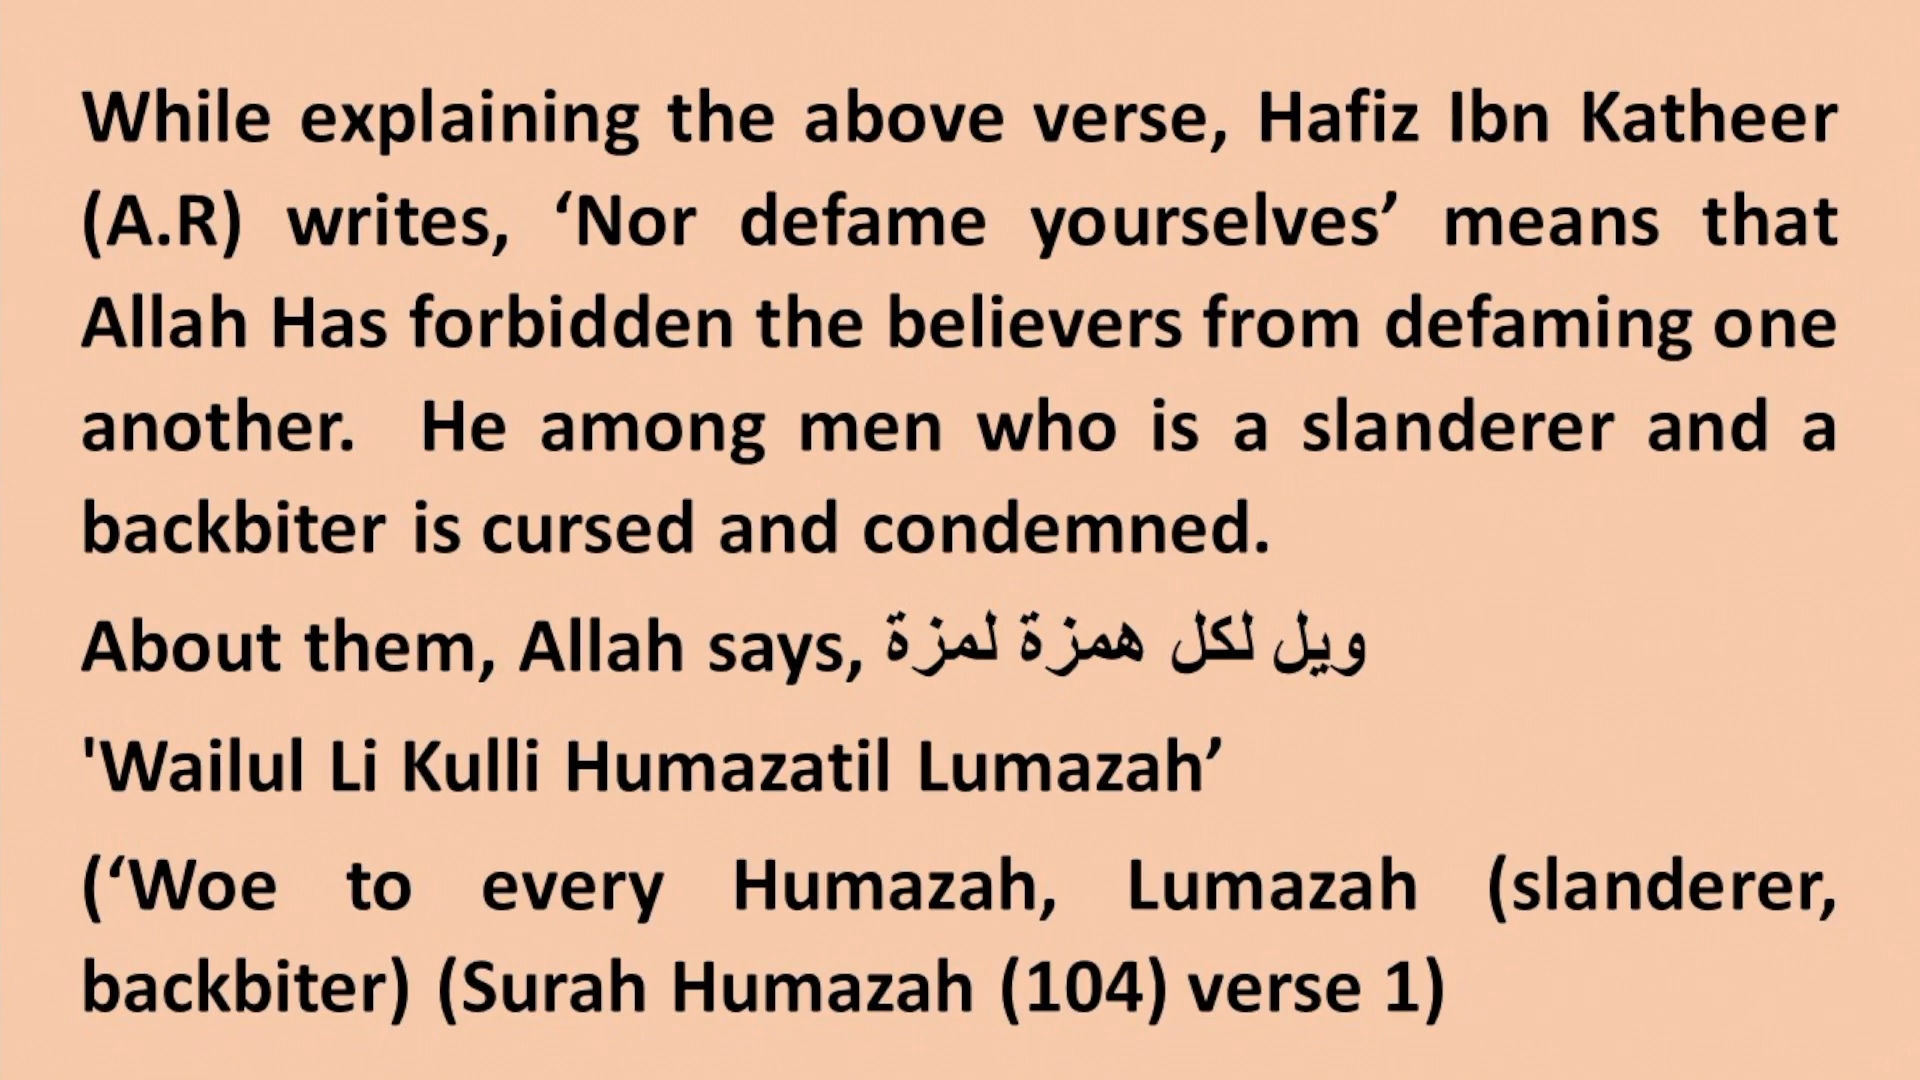 While explaining the above verse, Hafiz Ibn Katheer
(A.R) writes, ‘Nor defame yourselves’ means that
Allah Has forbidden the believers from defaming one
another.  He among men who is a slanderer and a
backbiter is cursed and condemned.
About them, Allah says, ويل لكل همزة لمزة
'Wailul Li Kulli Humazatil Lumazah’
(‘Woe to every Humazah, Lumazah (slanderer,
backbiter) (Surah Humazah (104) verse 1)